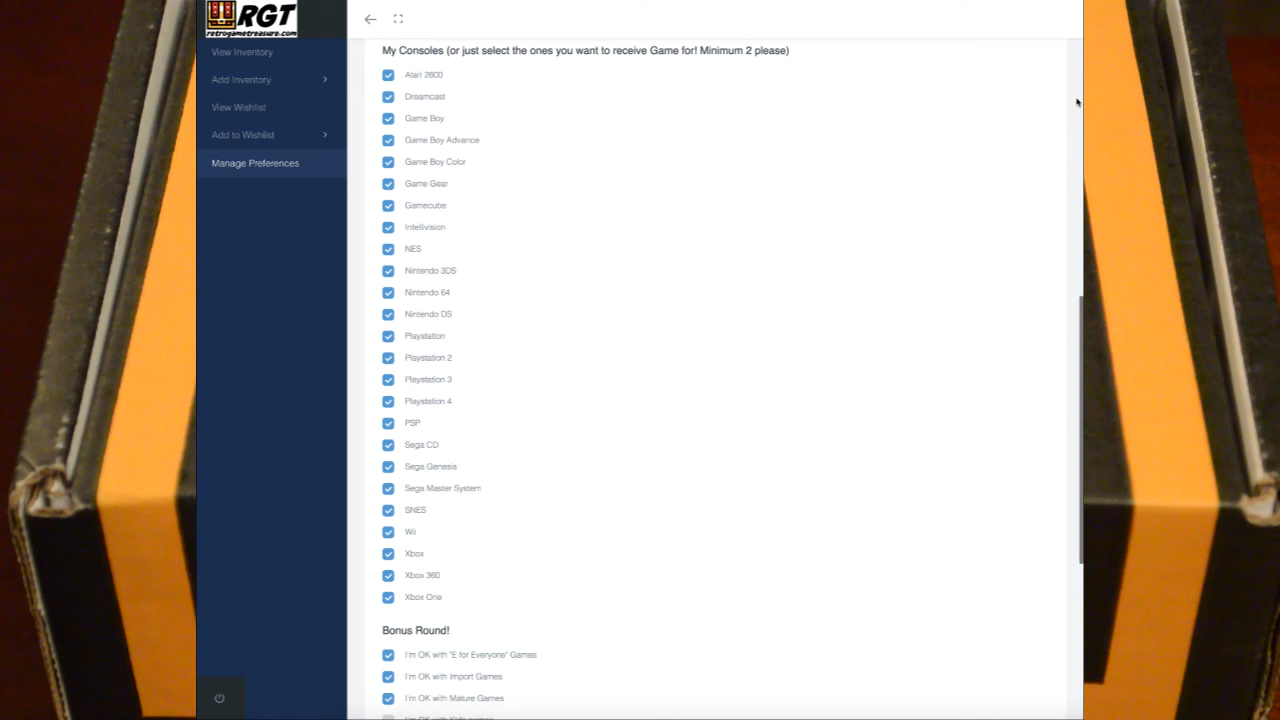 RGT
retrogametreasure.com
View Inventory
Add Inventory
View Wishlist
Add to Wishlist
Manage Preferences
My Consoles (or just select the ones you want to receive Game for! Minimum 2 please)
Atari 2600
Dreamcast
Game Boy
Game Boy Advance
Game Boy Color
Game Gear
Gamecube
Intellivision
NES
Nintendo 3DS
Nintendo 64
Nintendo DS
Playstation
Playstation 2
Playstation 3
Playstation 4
PSP
Sega CD
Sega Genesis
Sega Master System
SNES
Wii
Xbox
Xbox 360
Xbox One
Bonus Round!
I'm OK with "E for Everyone" Games
I'm OK with Import Games
I'm OK with Mature Games
I'm OK with Kids games